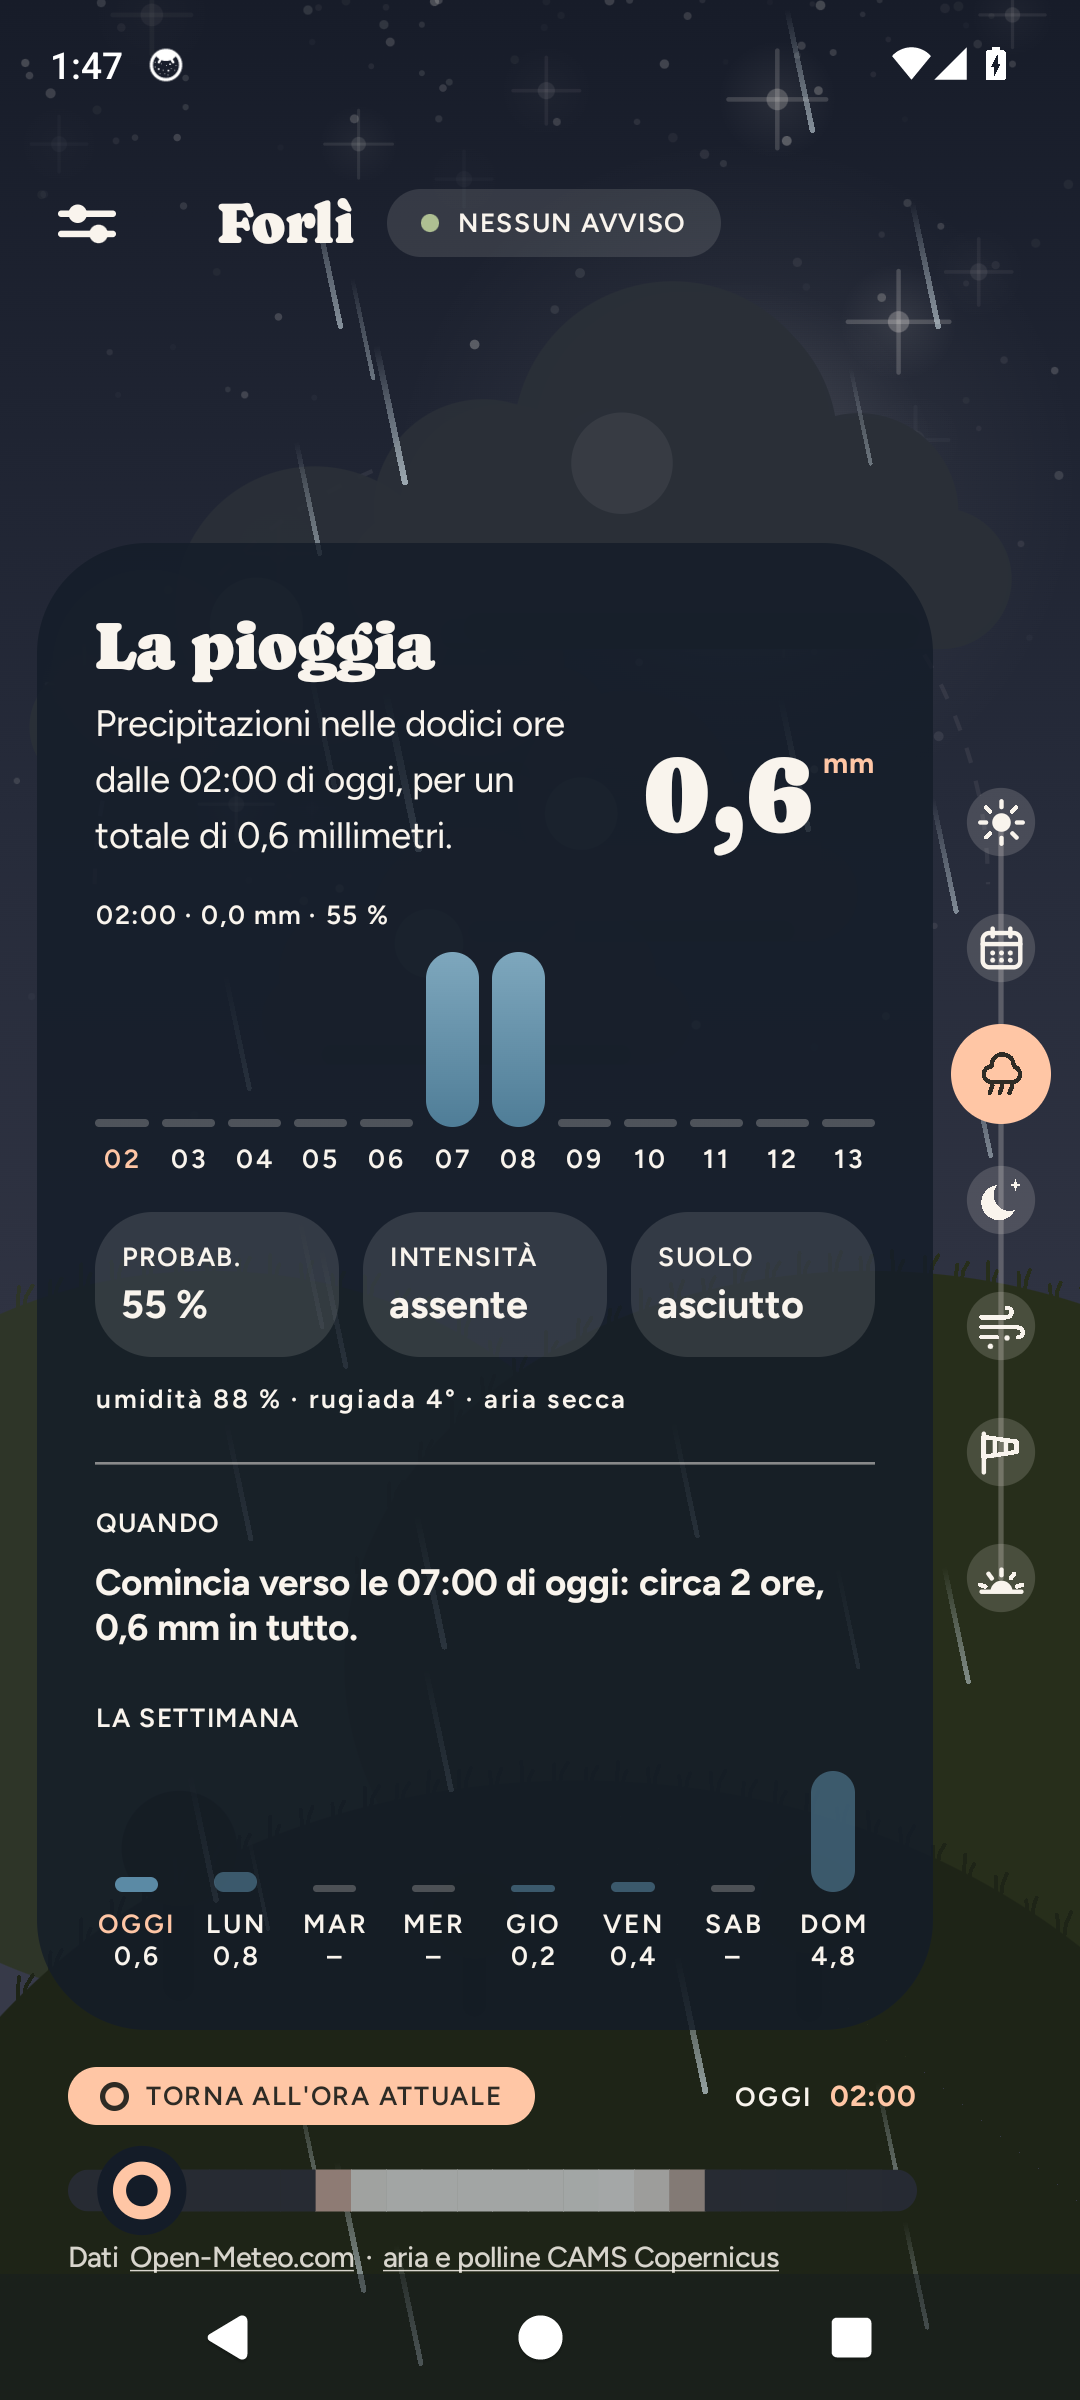 1:47
Forlì
NESSUN AVVISO
La pioggia
Precipitazioni nelle dodici ore
dalle 02:00 di oggi, per un
totale di 0,6 millimetri.
0,6 mm
02:00 · 0,0 mm · 55 %
02 03 04 05 06 07 08 09 10 11 12 13
PROBAB.
55 %
INTENSITÀ
assente
SUOLO
asciutto
umidità 88 % · rugiada 4° · aria secca
QUANDO
Comincia verso le 07:00 di oggi: circa 2 ore,
0,6 mm in tutto.
LA SETTIMANA
OGGI LUN MAR MER GIO VEN SAB DOM
0,6 0,8 – – 0,2 0,4 – 4,8
TORNA ALL'ORA ATTUALE
OGGI 02:00
Dati Open-Meteo.com · aria e polline CAMS Copernicus